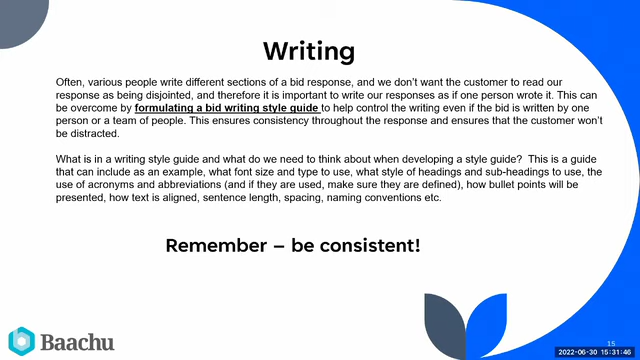 Writing
Often, various people write different sections of a bid response, and we don't want the customer to read our
response as being disjointed, and therefore it is important to write our responses as if one person wrote it. This can
be overcome by formulating a bid writing style guide to help control the writing even if the bid is written by one
person or a team of people. This ensures consistency throughout the response and ensures that the customer won't
be distracted.
What is in a writing style guide and what do we need to think about when developing a style guide? This is a guide
that can include as an example, what font size and type to use, what style of headings and sub-headings to use, the
use of acronyms and abbreviations (and if they are used, make sure they are defined), how bullet points will be
presented, how text is aligned, sentence length, spacing, naming conventions etc.
Remember – be consistent!
Baachu
15
2022-06-30 15:31:46